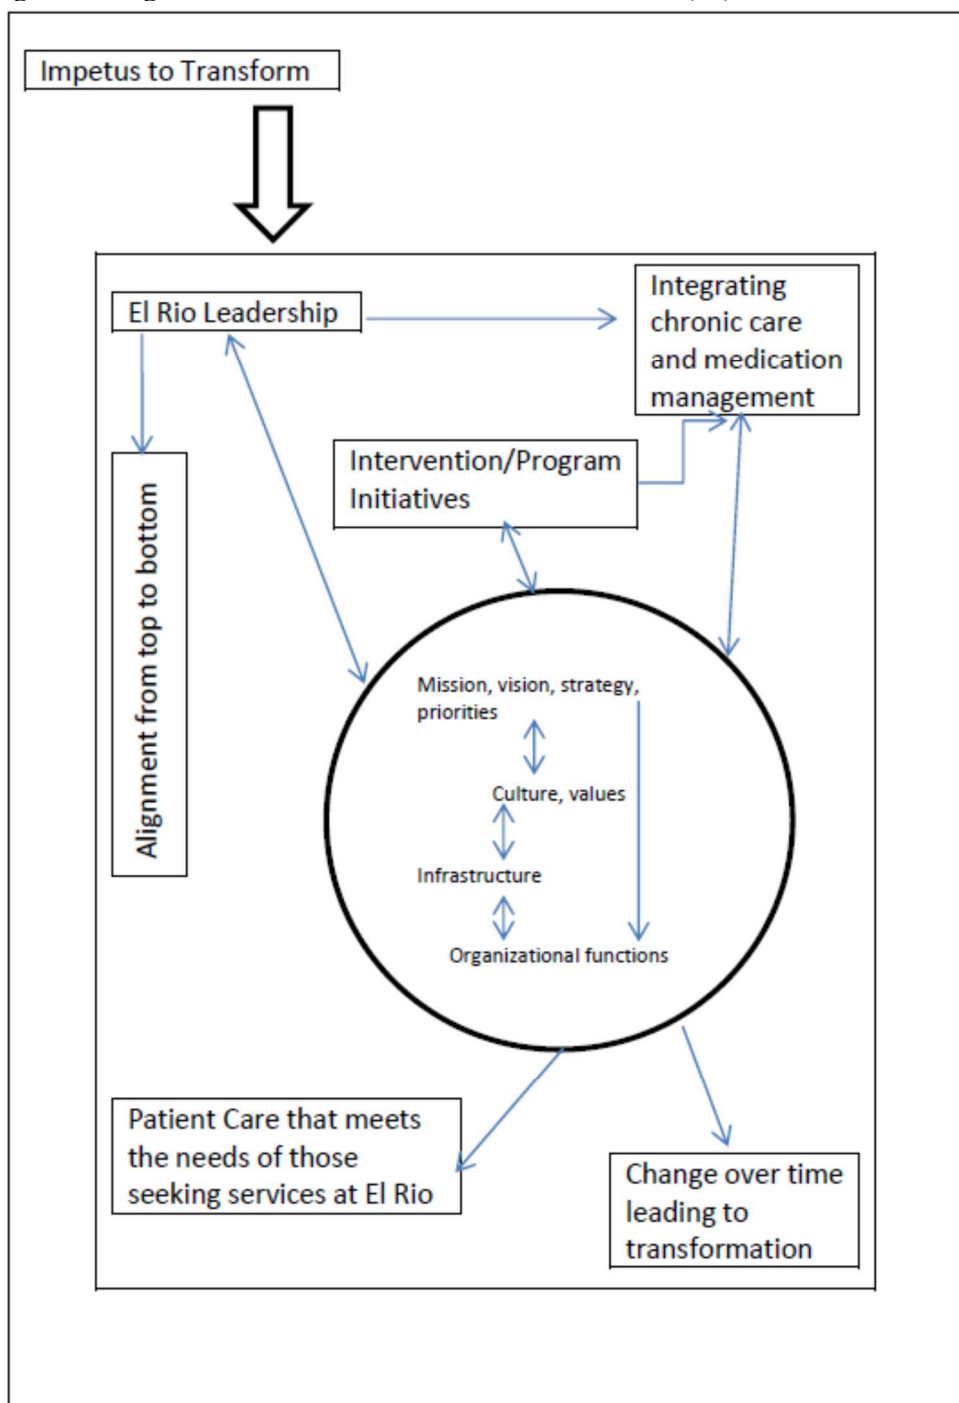 Impetus to Transform
El Rio Leadership
Integrating
chronic care
and medication
management
Intervention/Program
Initiatives
Alignment from top to bottom
Mission, vision, strategy,
priorities
Culture, values
Infrastructure
Organizational functions
Patient Care that meets
the needs of those
seeking services at El Rio
Change over time
leading to
transformation